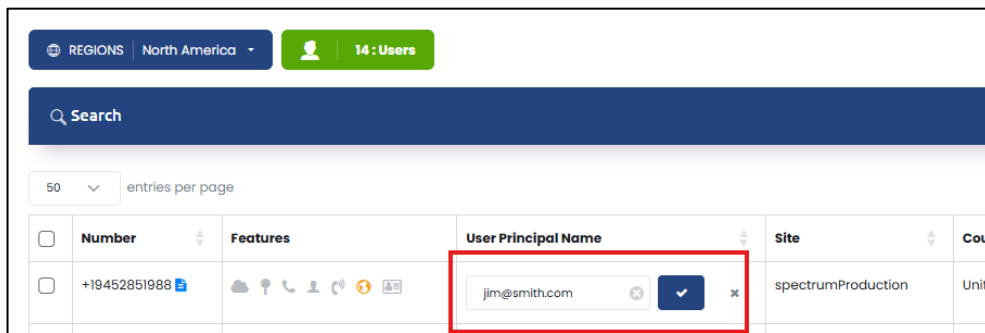 REGIONS North America 14 : Users
Search
50 entries per page
Number Features User Principal Name Site Cou
+19452851988 jim@smith.com spectrumProduction Unit